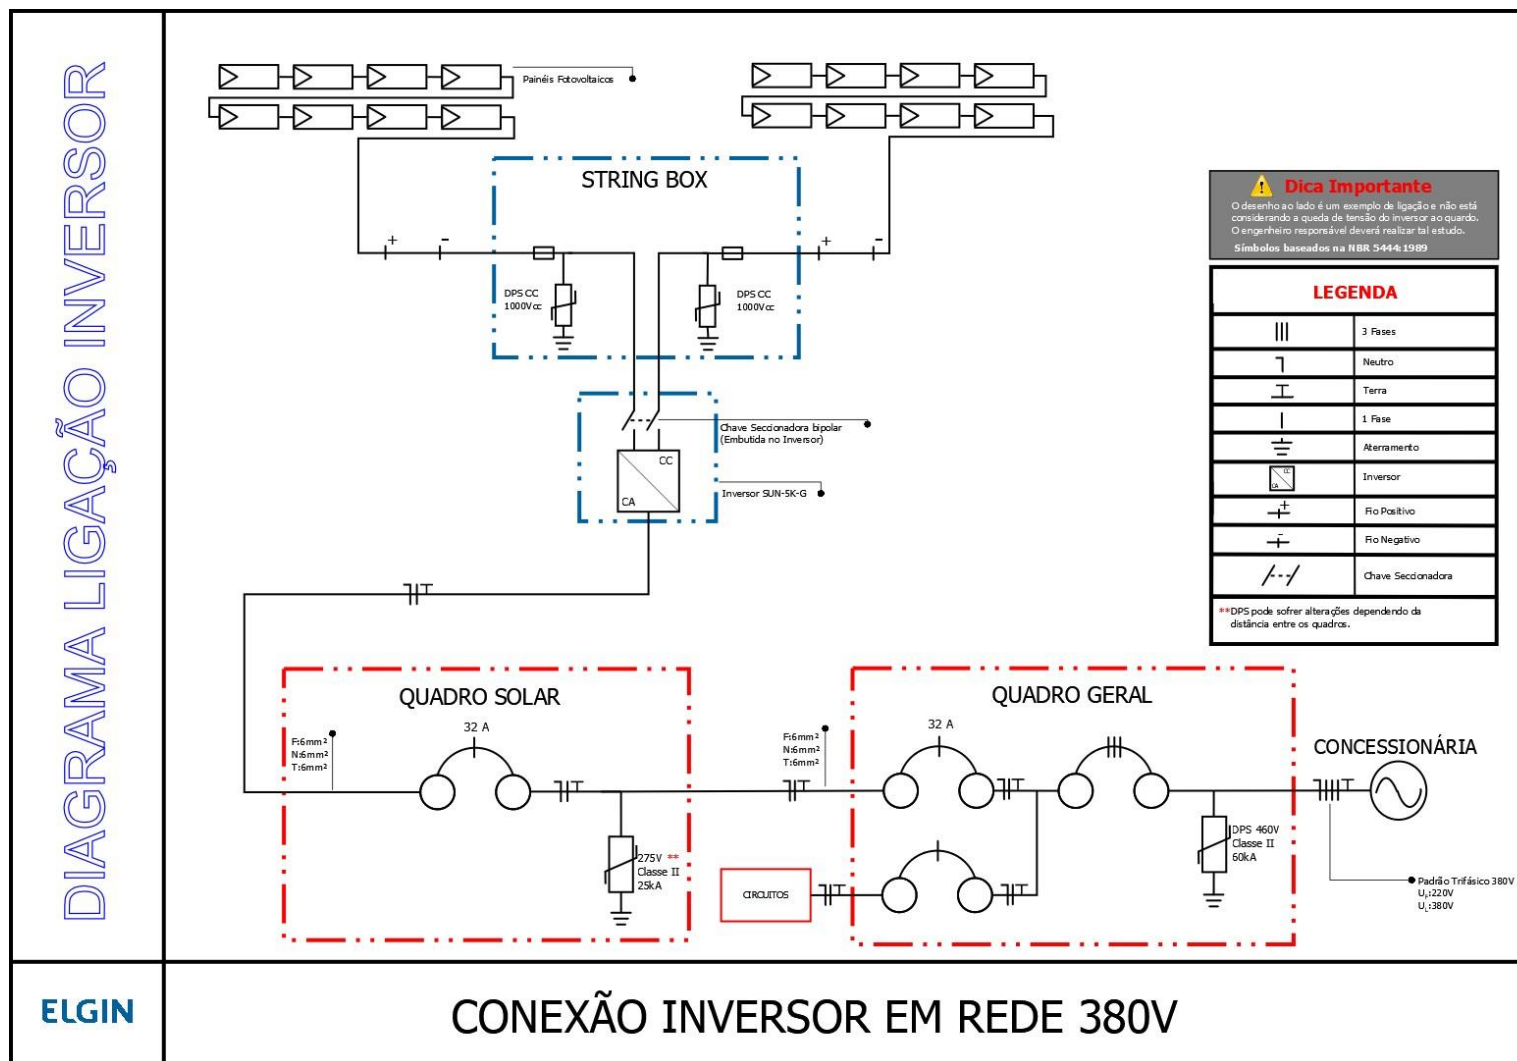 DIAGRAMA LIGAÇÃO INVERSOR
Painéis Fotovoltaicos
STRING BOX
+
-
+
-
DPS CC
1000Vcc
DPS CC
1000Vcc
Chave Seccionadora bipolar
(Embutida no Inversor)
CC
CA
Inversor SUN-5K-G
Dica Importante
O desenho ao lado é um exemplo de ligação e não está
considerando a queda de tensão do inversor ao quardo.
O engenheiro responsável deverá realizar tal estudo.
Símbolos baseados na NBR 5444:1989
LEGENDA
3 Fases
Neutro
Terra
1 Fase
Aterramento
CC
CA
Inversor
+
Fio Positivo
-
Fio Negativo
Chave Seccionadora
**DPS pode sofrer alterações dependendo da
distância entre os quadros.
QUADRO SOLAR
32 A
F:6mm²
N:6mm²
T:6mm²
275V **
Classe II
25kA
F:6mm²
N:6mm²
T:6mm²
QUADRO GERAL
32 A
CIRCUITOS
DPS 460V
Classe II
60kA
CONCESSIONÁRIA
Padrão Trifásico 380V
UF:220V
UL:380V
ELGIN
CONEXÃO INVERSOR EM REDE 380V